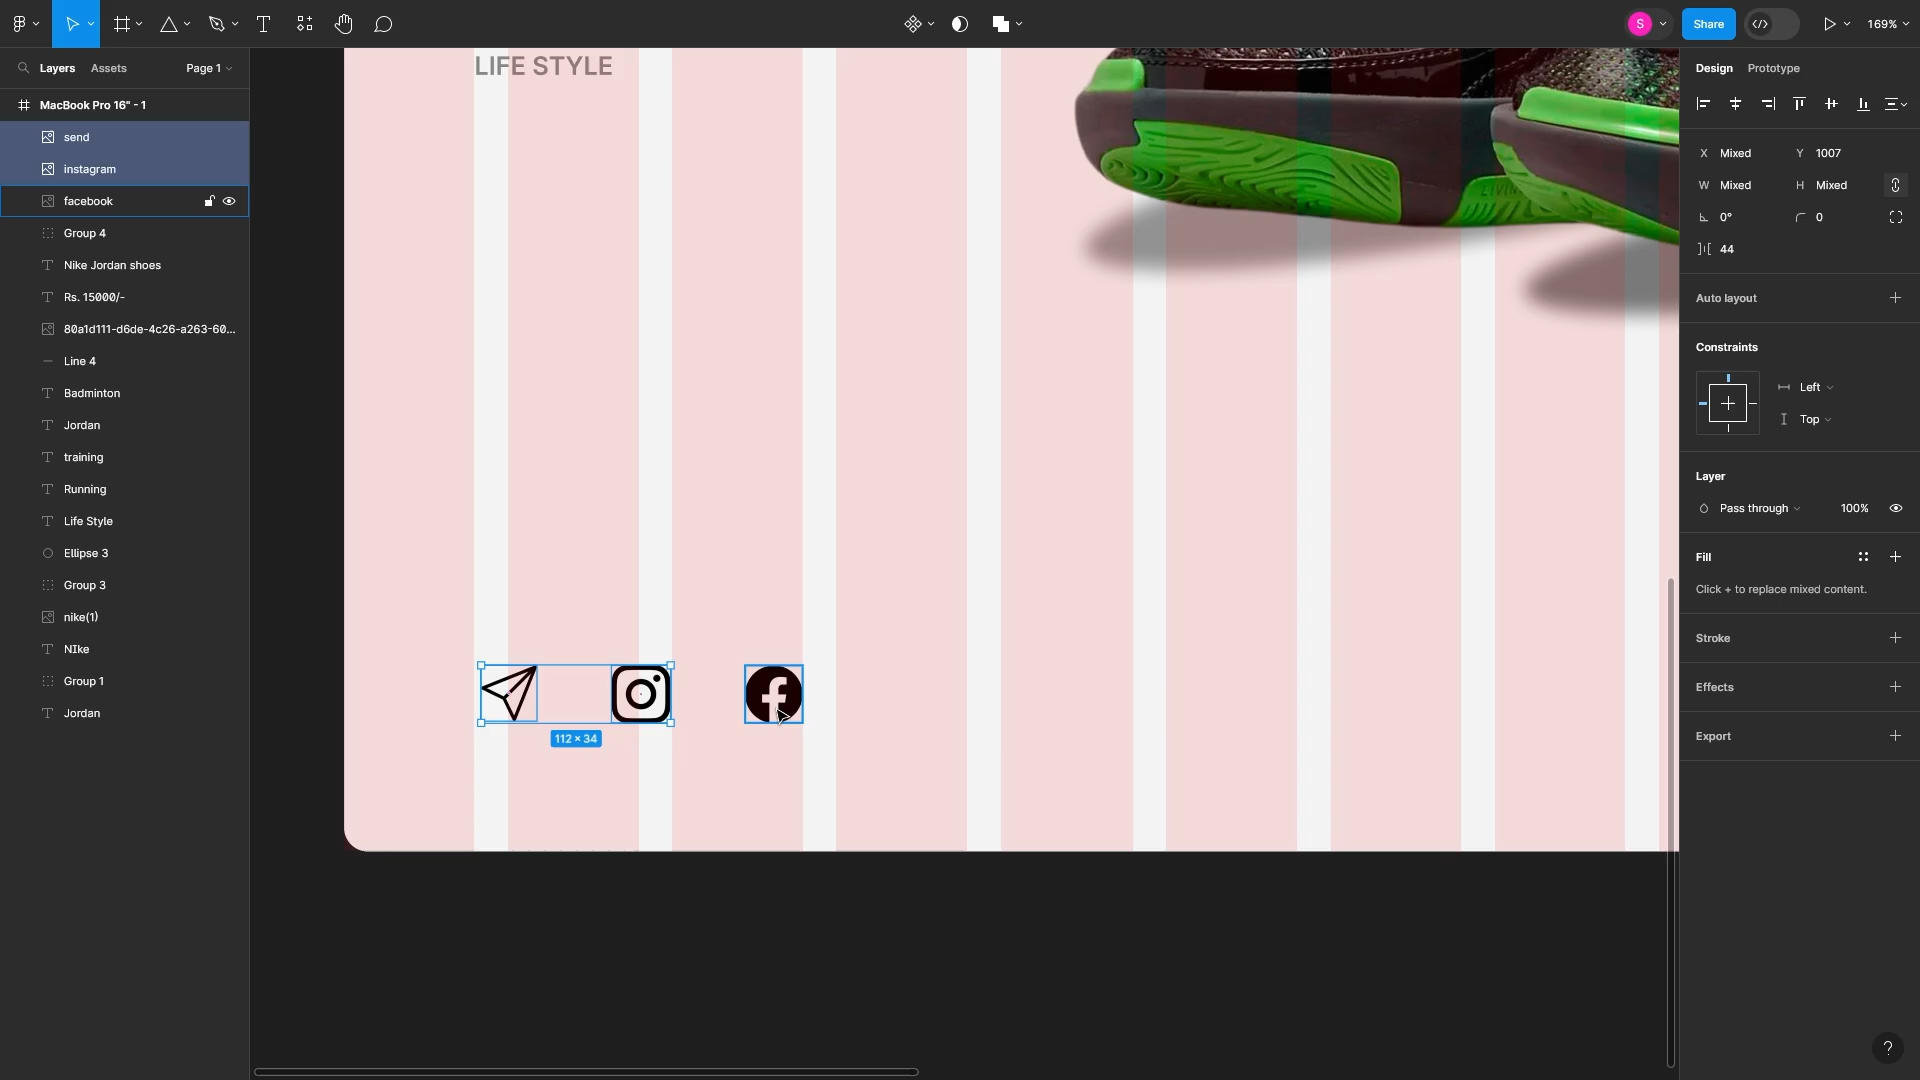 S
Share
169%
Layers
Assets
Page 1
Design
Prototype
MacBook Pro 16" - 1
send
instagram
facebook
Group 4
Nike Jordan shoes
Rs. 15000/-
80a1d111-d6de-4c26-a263-60...
Line 4
Badminton
Jordan
training
Running
Life Style
Ellipse 3
Group 3
nike(1)
NIke
Group 1
Jordan
LIFE STYLE
112 × 34
X Mixed Y 1007
W Mixed H Mixed
0° 0
44
Auto layout
Constraints
Left
Top
Layer
Pass through 100%
Fill
Click + to replace mixed content.
Stroke
Effects
Export
?